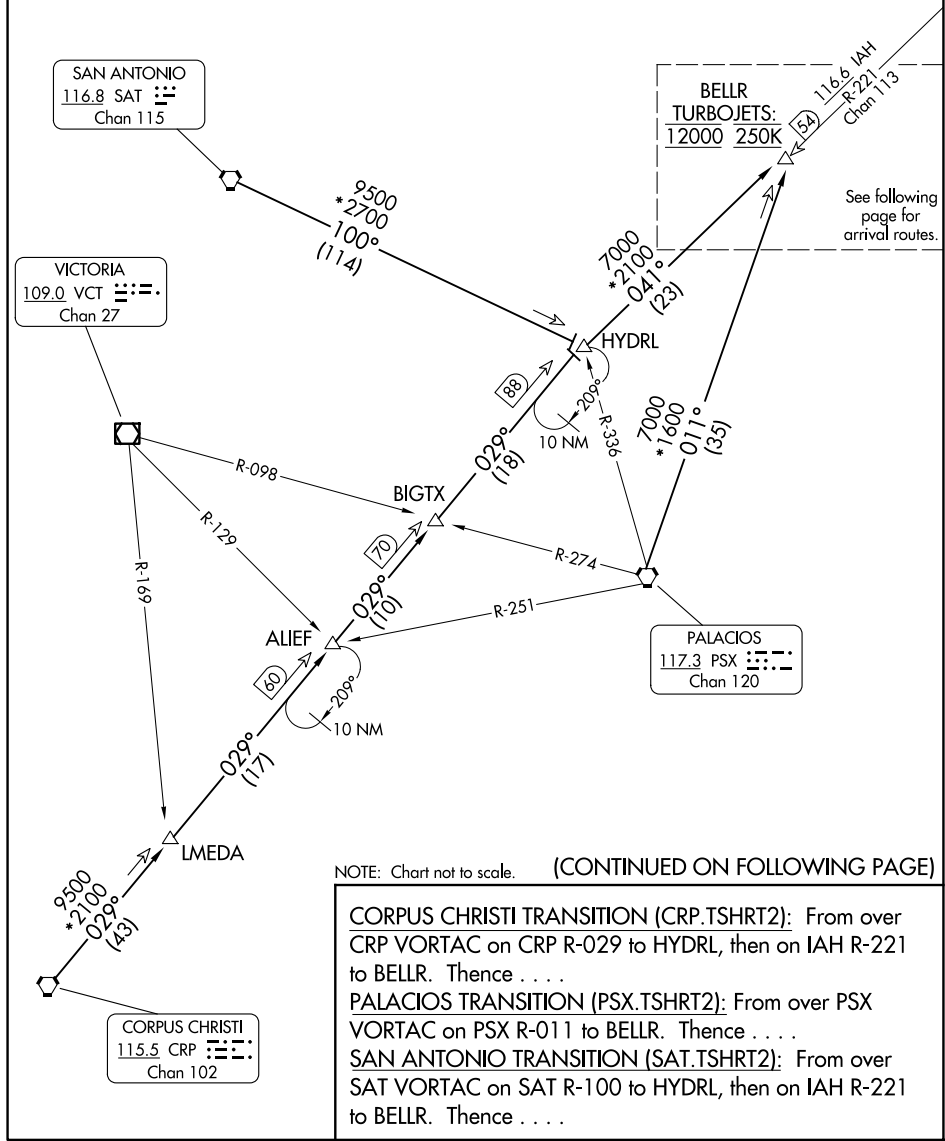 SAN ANTONIO
116.8 SAT
Chan 115
BELLR
TURBOJETS:
12000 250K
54
116.6 IAH
R-221
Chan 113
See following
page for
arrival routes.
9500
*2700
100°
(114)
7000
*2100
041°
(23)
VICTORIA
109.0 VCT
Chan 27
HYDRL
88
209°
10 NM
R-336
7000
*1600
011°
(35)
029°
(18)
R-098
BIGTX
R-129
70
R-274
R-169
029°
(10)
R-251
ALIEF
60
209°
10 NM
PALACIOS
117.3 PSX
Chan 120
029°
(17)
LMEDA
9500
*2100
029°
(43)
CORPUS CHRISTI
115.5 CRP
Chan 102
NOTE: Chart not to scale.
(CONTINUED ON FOLLOWING PAGE)
CORPUS CHRISTI TRANSITION (CRP.TSHRT2): From over
CRP VORTAC on CRP R-029 to HYDRL, then on IAH R-221
to BELLR. Thence . . . .
PALACIOS TRANSITION (PSX.TSHRT2): From over PSX
VORTAC on PSX R-011 to BELLR. Thence . . . .
SAN ANTONIO TRANSITION (SAT.TSHRT2): From over
SAT VORTAC on SAT R-100 to HYDRL, then on IAH R-221
to BELLR. Thence . . . .